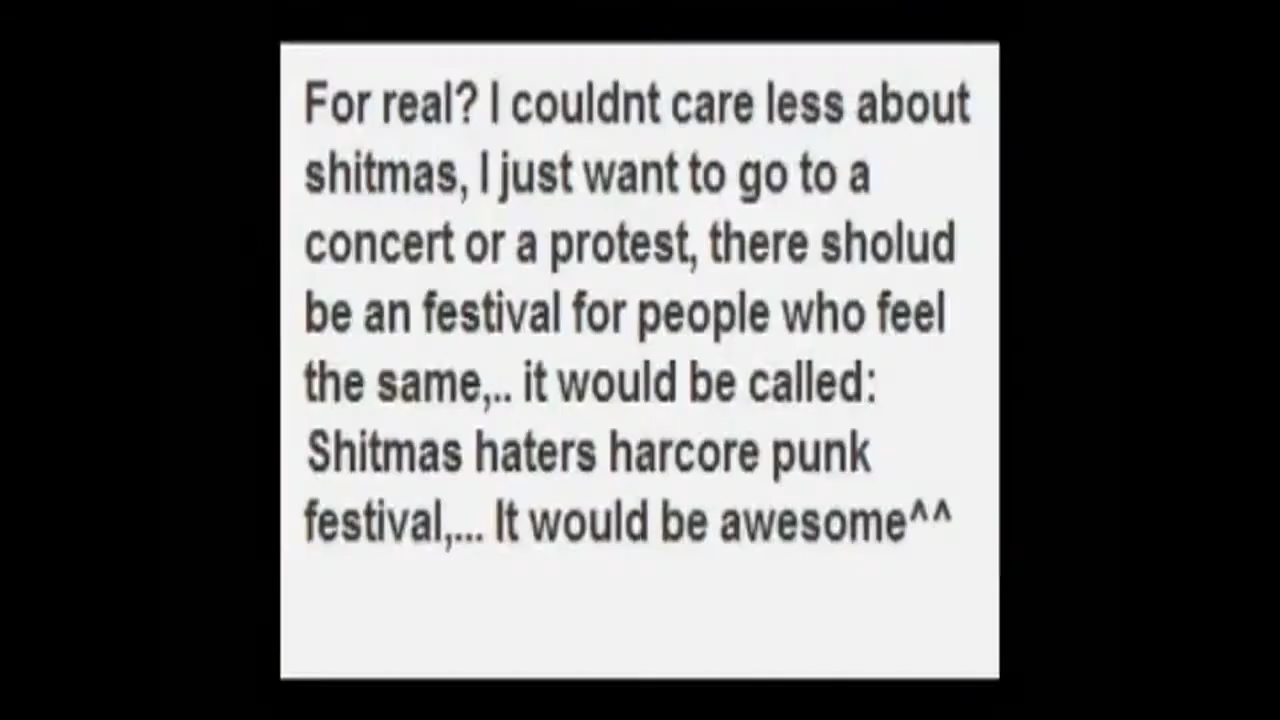 For real? I couldnt care less about
shitmas, I just want to go to a
concert or a protest, there sholud
be an festival for people who feel
the same,.. it would be called:
Shitmas haters harcore punk
festival,... It would be awesome^^